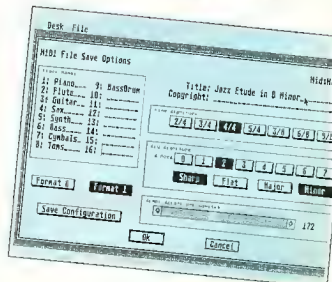 Desk File
MIDI File Save Options
Track Names
1: Piano 9: BassDrum
2: Flute 10:
3: Guitar 11:
4: Sax 12:
5: Synth 13:
6: Bass 14:
7: Cymbals 15:
8: Toms 16:
Format 0 Format 1
Save Configuration
Title: Jazz Etude in B Minor
Copyright:
Time Signature
2/4 3/4 4/4 5/4 3/8 6/8
Key Signature
0 1 2 3 4 5 6 7
Sharp Flat Major Minor
172
Ok Cancel